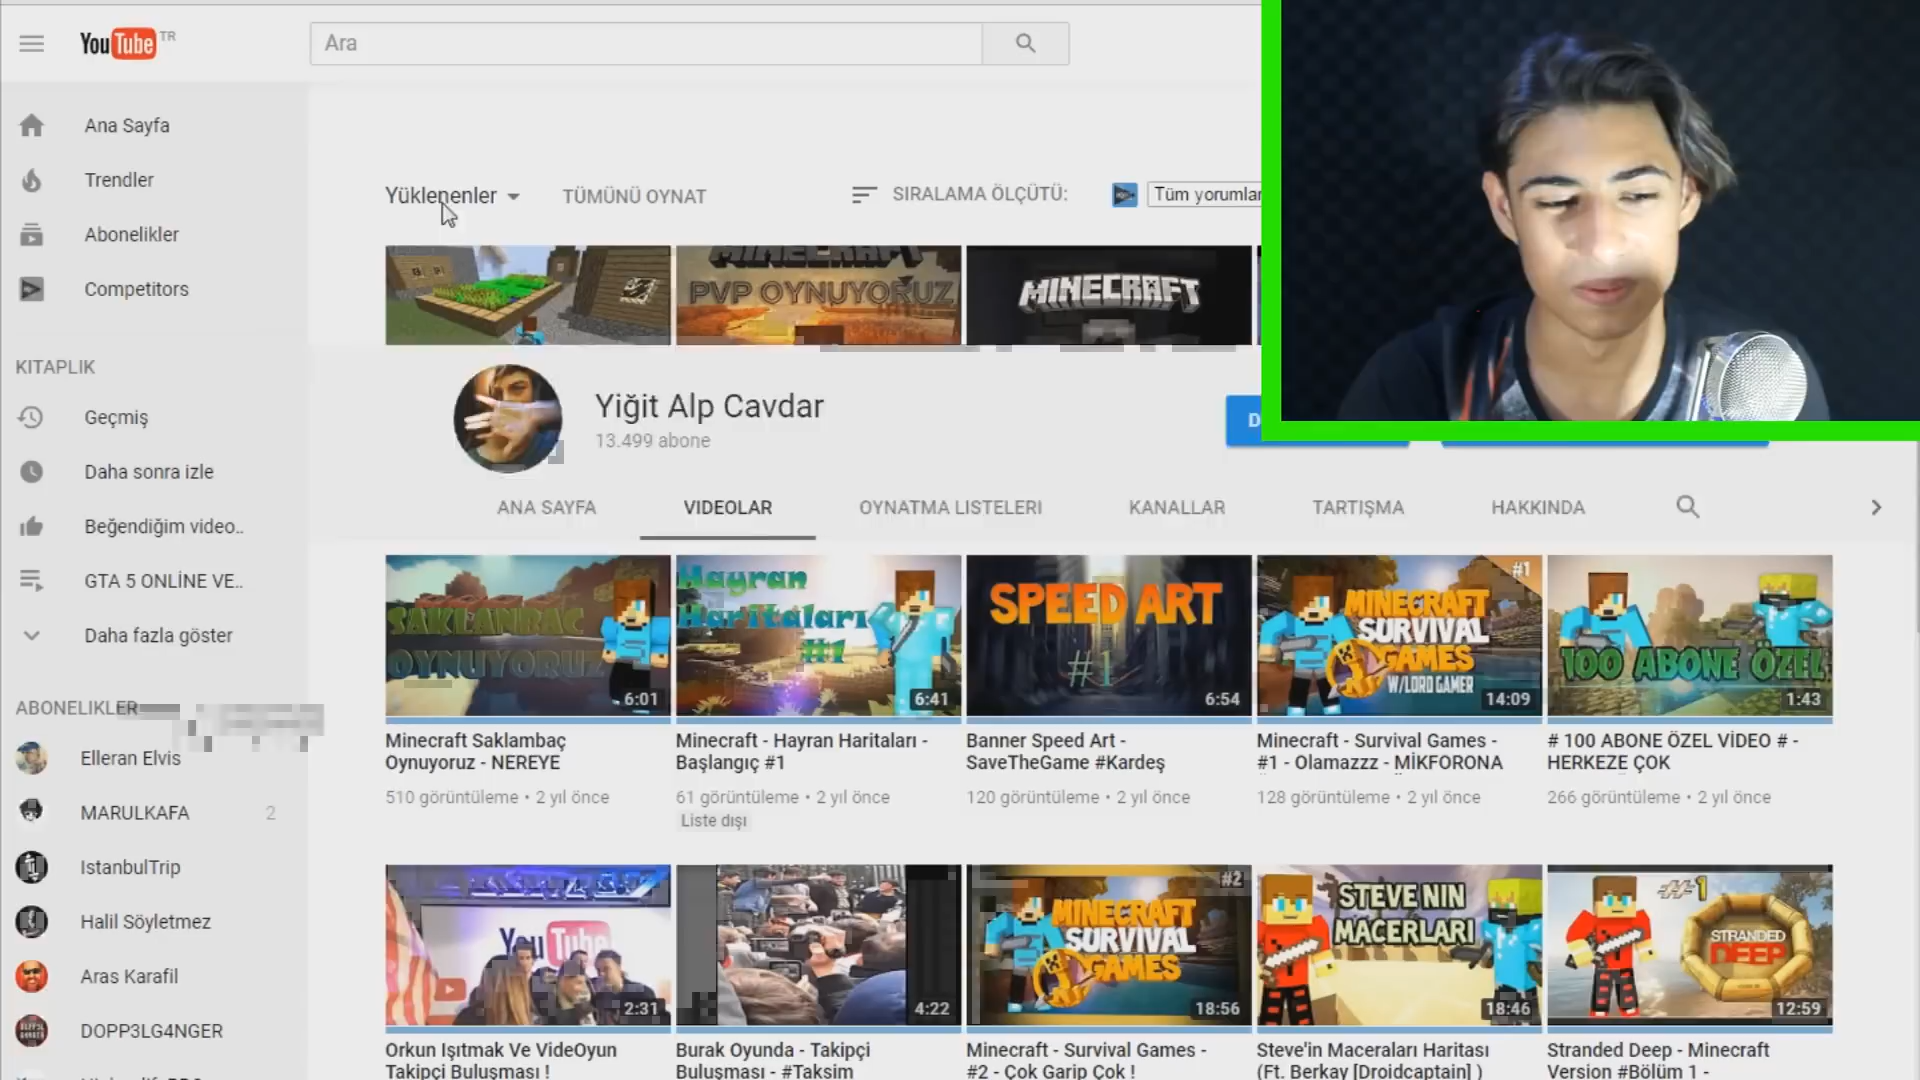 YouTube TR
Ara
Ana Sayfa
Trendler
Abonelikler
Competitors
KITAPLIK
Geçmiş
Daha sonra izle
Beğendiğim video..
GTA 5 ONLİNE VE..
Daha fazla göster
ABONELIKLER
Elleran Elvis
MARULKAFA 2
IstanbulTrip
Halil Söyletmez
Aras Karafil
DOPP3LG4NGER
Yüklenenler
TÜMÜNÜ OYNAT
SIRALAMA ÖLÇÜTÜ:
Tüm yorumlar
MINECRAFT
PVP OYNUYORUZ
MINECRAFT
Yiğit Alp Cavdar
13.499 abone
ANA SAYFA
VIDEOLAR
OYNATMA LISTELERI
KANALLAR
TARTIŞMA
HAKKINDA
SAKLANBAÇ
OYNUYORUZ
6:01
Minecraft Saklambaç
Oynuyoruz - NEREYE
510 görüntüleme • 2 yıl önce
Hayran
Haritaları
#1
6:41
Minecraft - Hayran Haritaları -
Başlangıç #1
61 görüntüleme • 2 yıl önce
Liste dışı
SPEED ART
#1
6:54
Banner Speed Art -
SaveTheGame #Kardeş
120 görüntüleme • 2 yıl önce
#1
MINECRAFT
SURVIVAL
GAMES
W/LORD GAMER
14:09
Minecraft - Survival Games -
#1 - Olamazzz - MİKFORONA
128 görüntüleme • 2 yıl önce
100 ABONE ÖZEL
1:43
# 100 ABONE ÖZEL VİDEO # -
HERKEZE ÇOK
266 görüntüleme • 2 yıl önce
YouTube
2:31
Orkun Işıtmak Ve VideOyun
Takipçi Buluşması !
4:22
Burak Oyunda - Takipçi
Buluşması - #Taksim
#2
MINECRAFT
SURVIVAL
GAMES
18:56
Minecraft - Survival Games -
#2 - Çok Garip Çok !
STEVE NIN
MACERLARI
18:46
Steve'in Maceraları Haritası
(Ft. Berkay [Droidcaptain] )
#1
STRANDED
DEEP
12:59
Stranded Deep - Minecraft
Version #Bölüm 1 -